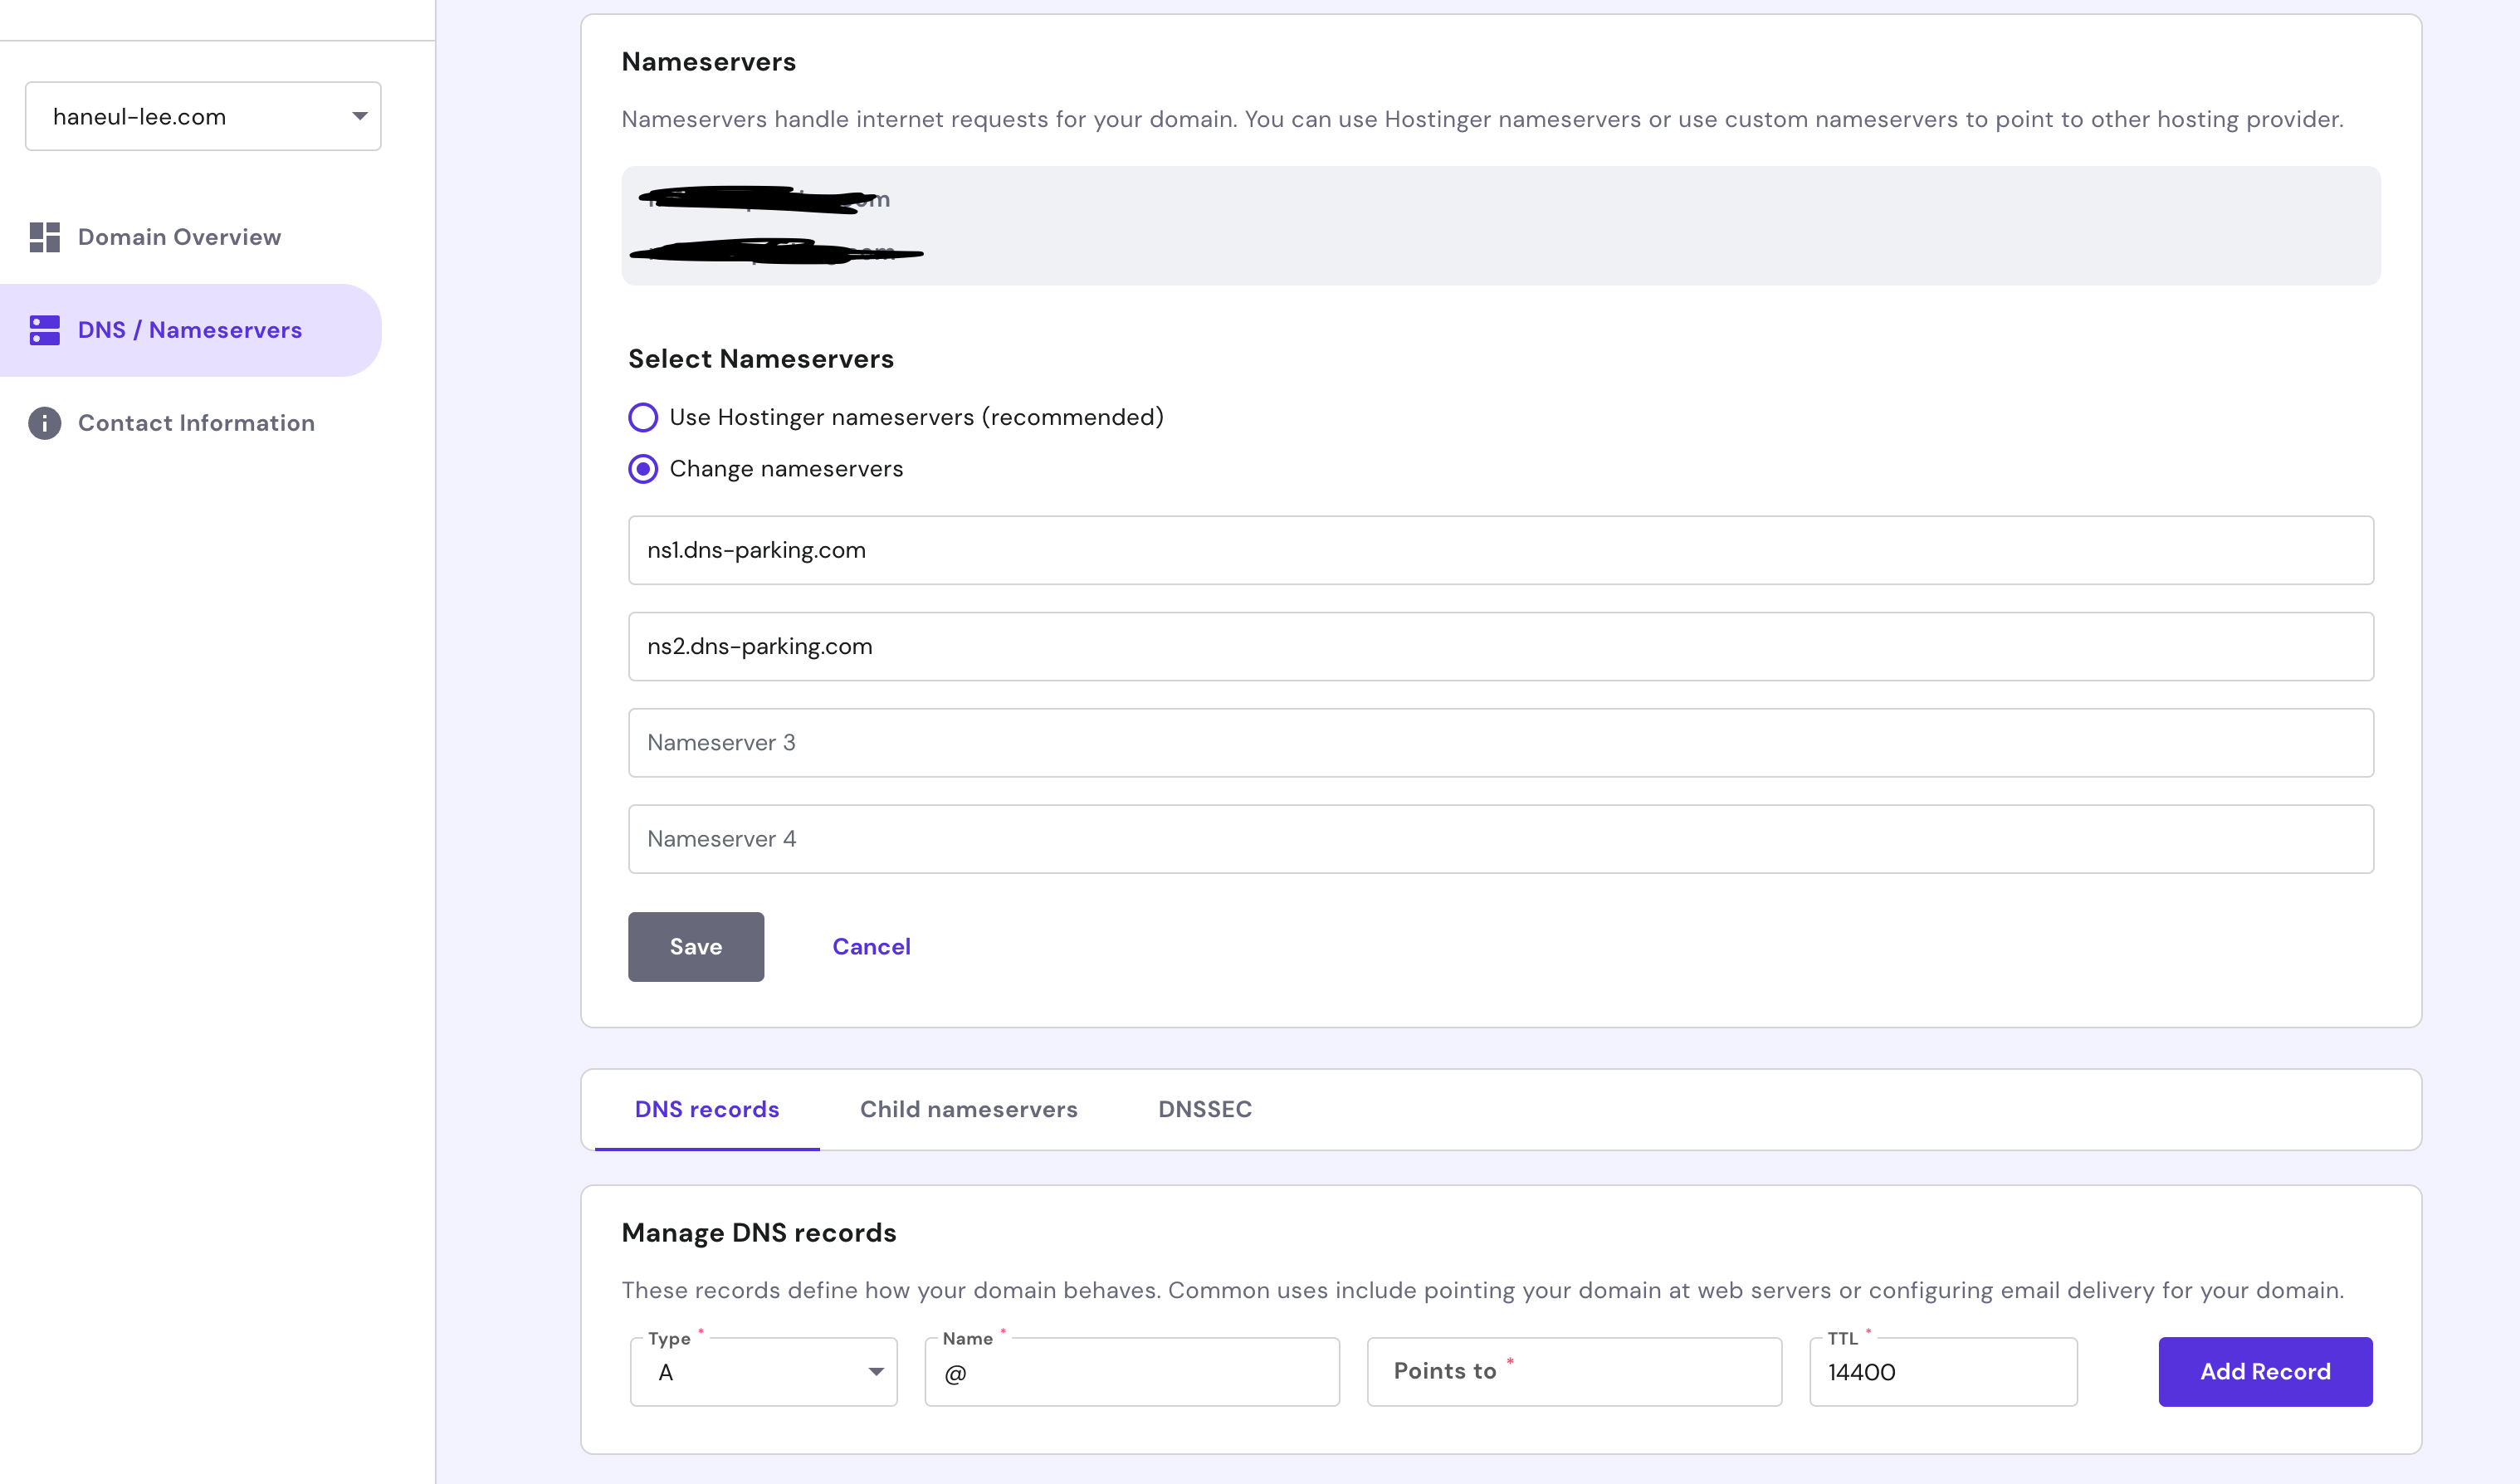 haneul-lee.com
Domain Overview
DNS / Nameservers
Contact Information
Nameservers
Nameservers handle internet requests for your domain. You can use Hostinger nameservers or use custom nameservers to point to other hosting provider.
Select Nameservers
Use Hostinger nameservers (recommended)
Change nameservers
ns1.dns-parking.com
ns2.dns-parking.com
Nameserver 3
Nameserver 4
Save Cancel
DNS records Child nameservers DNSSEC
Manage DNS records
These records define how your domain behaves. Common uses include pointing your domain at web servers or configuring email delivery for your domain.
Type * Name * TTL *
A @ Points to * 14400 Add Record